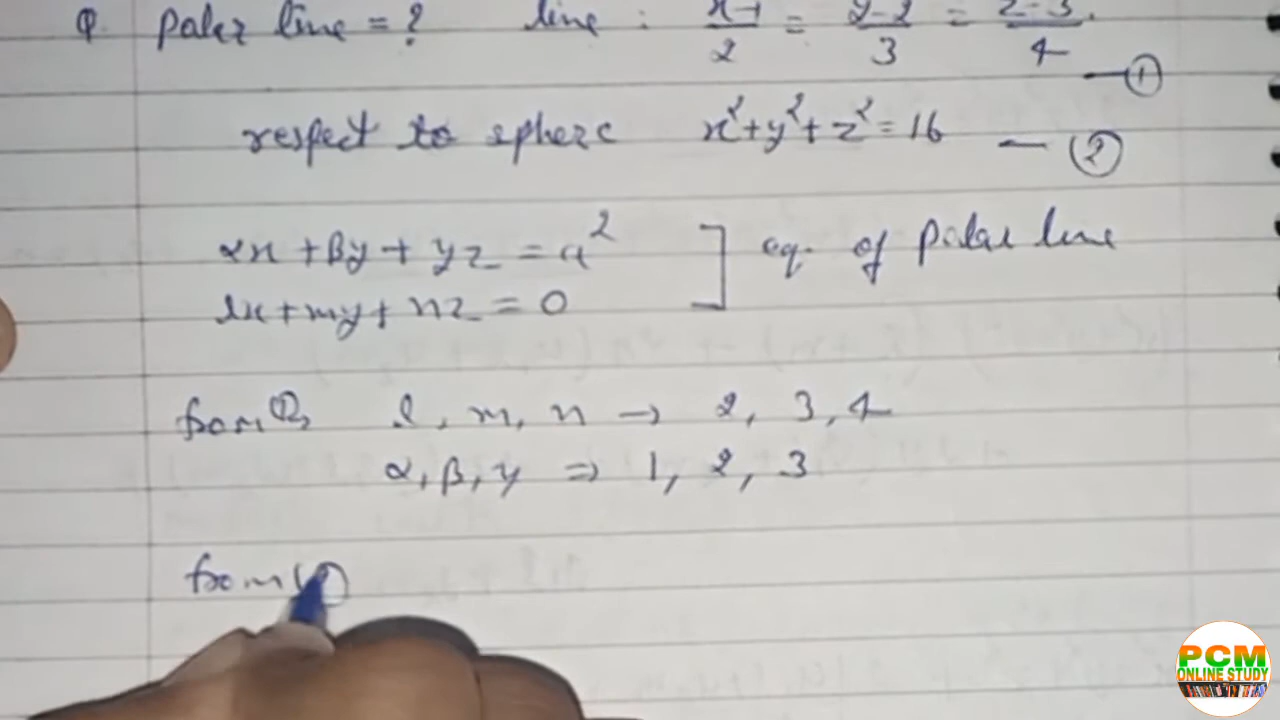 Q. Polar line = ? line : x-1/2 = y-2/3 = z-3/4 . — ①
respect to sphere x²+y²+z² = 16 — ②
αx + βy + γz = a² ] eq. of polar line
lx + my + nz = 0
from ①, l, m, n → 2, 3, 4
α, β, γ ⇒ 1, 2, 3
from
PCM
ONLINE STUDY